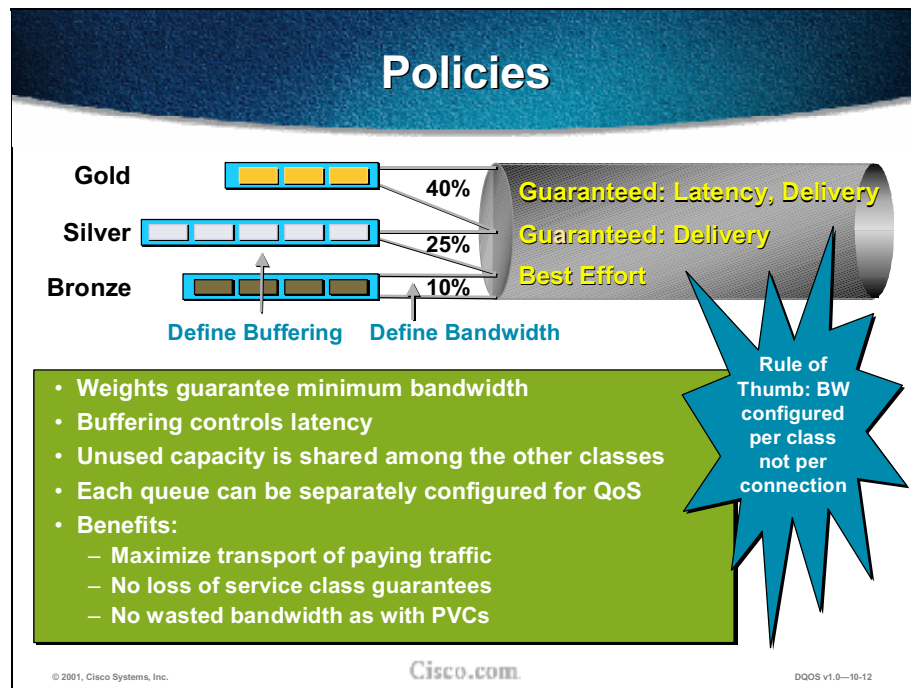 Policies
Gold
40%
Guaranteed: Latency, Delivery
Silver
25%
Guaranteed: Delivery
Bronze
10%
Best Effort
Define Buffering
Define Bandwidth
• Weights guarantee minimum bandwidth
• Buffering controls latency
• Unused capacity is shared among the other classes
• Each queue can be separately configured for QoS
• Benefits:
– Maximize transport of paying traffic
– No loss of service class guarantees
– No wasted bandwidth as with PVCs
Rule of
Thumb: BW
configured
per class
not per
connection
© 2001, Cisco Systems, Inc.
Cisco.com
DQOS v1.0—10-12